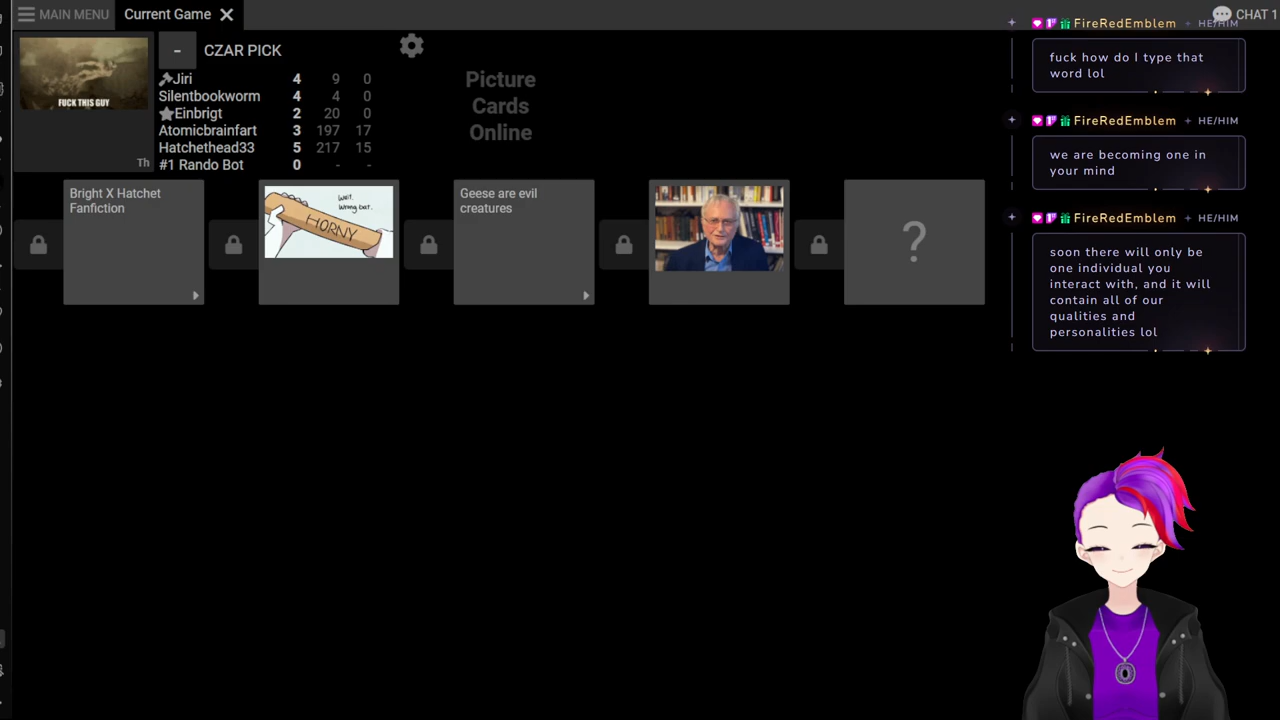 MAIN MENU
Current Game
CHAT 1
FUCK THIS GUY
Th
-
CZAR PICK
Jiri 4 9 0
Silentbookworm 4 4 0
Einbrigt 2 20 0
Atomicbrainfart 3 197 17
Hatchethead33 5 217 15
#1 Rando Bot 0 - -
Picture
Cards
Online
Bright X Hatchet
Fanfiction
Wait.
Wrong bat.
HORNY
Geese are evil
creatures
?
FireRedEmblem HE/HIM
fuck how do I type that
word lol
FireRedEmblem HE/HIM
we are becoming one in
your mind
FireRedEmblem HE/HIM
soon there will only be
one individual you
interact with, and it will
contain all of our
qualities and
personalities lol